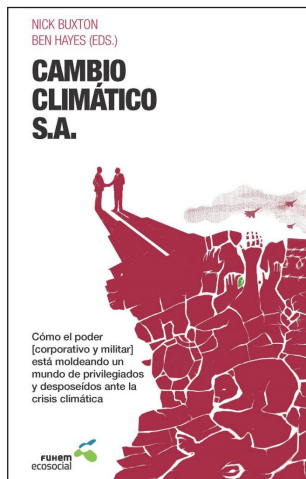 NICK BUXTON
BEN HAYES (EDS.)
CAMBIO
CLIMÁTICO
S.A.
Cómo el poder
[corporativo y militar]
está moldeando un
mundo de privilegiados
y desposeídos ante la
crisis climática
FUHEM
ecosocial